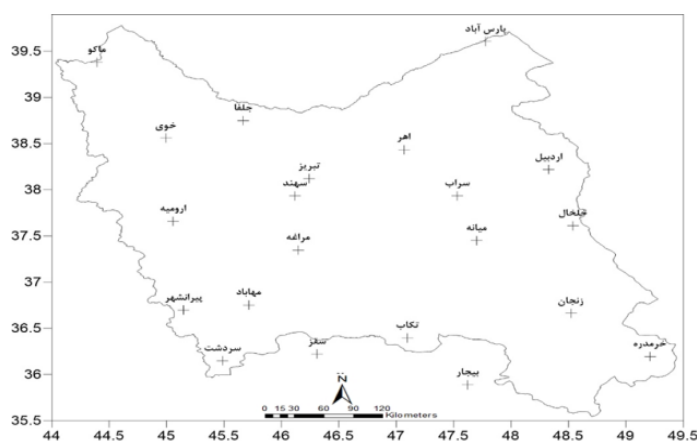 39.5
39
38.5
38
37.5
37
36.5
36
35.5
پارس آباد
ماکو
جلفا
خوی
اهر
اردبیل
تبریز
سهند
سراب
ارومیه
خلخال
میانه
مراغه
پیرانشهر
مهاباد
زنجان
تکاب
سقز
سردشت
خرمدره
بیجار
N
0 15 30 60 90 120
Kilometers
44 44.5 45 45.5 46 46.5 47 47.5 48 48.5 49 49.5